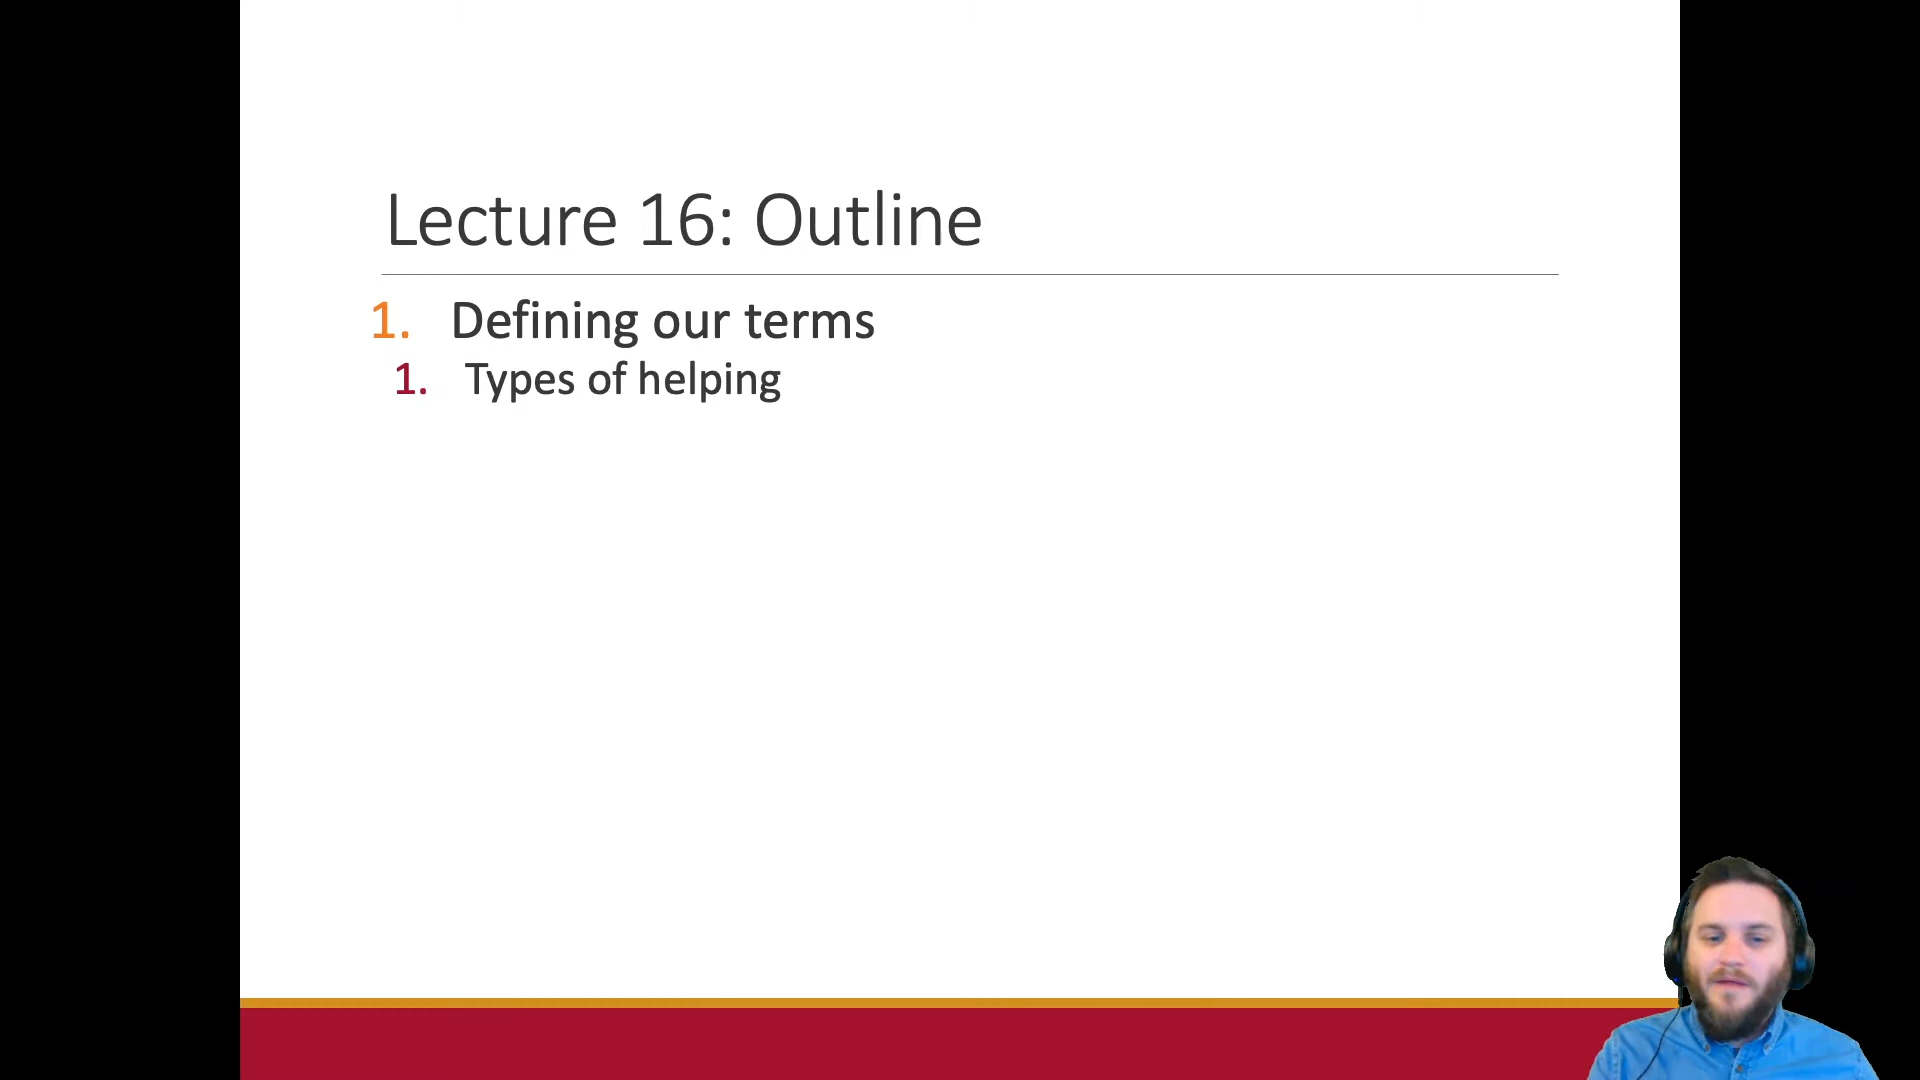 Lecture 16: Outline
1. Defining our terms
1. Types of helping